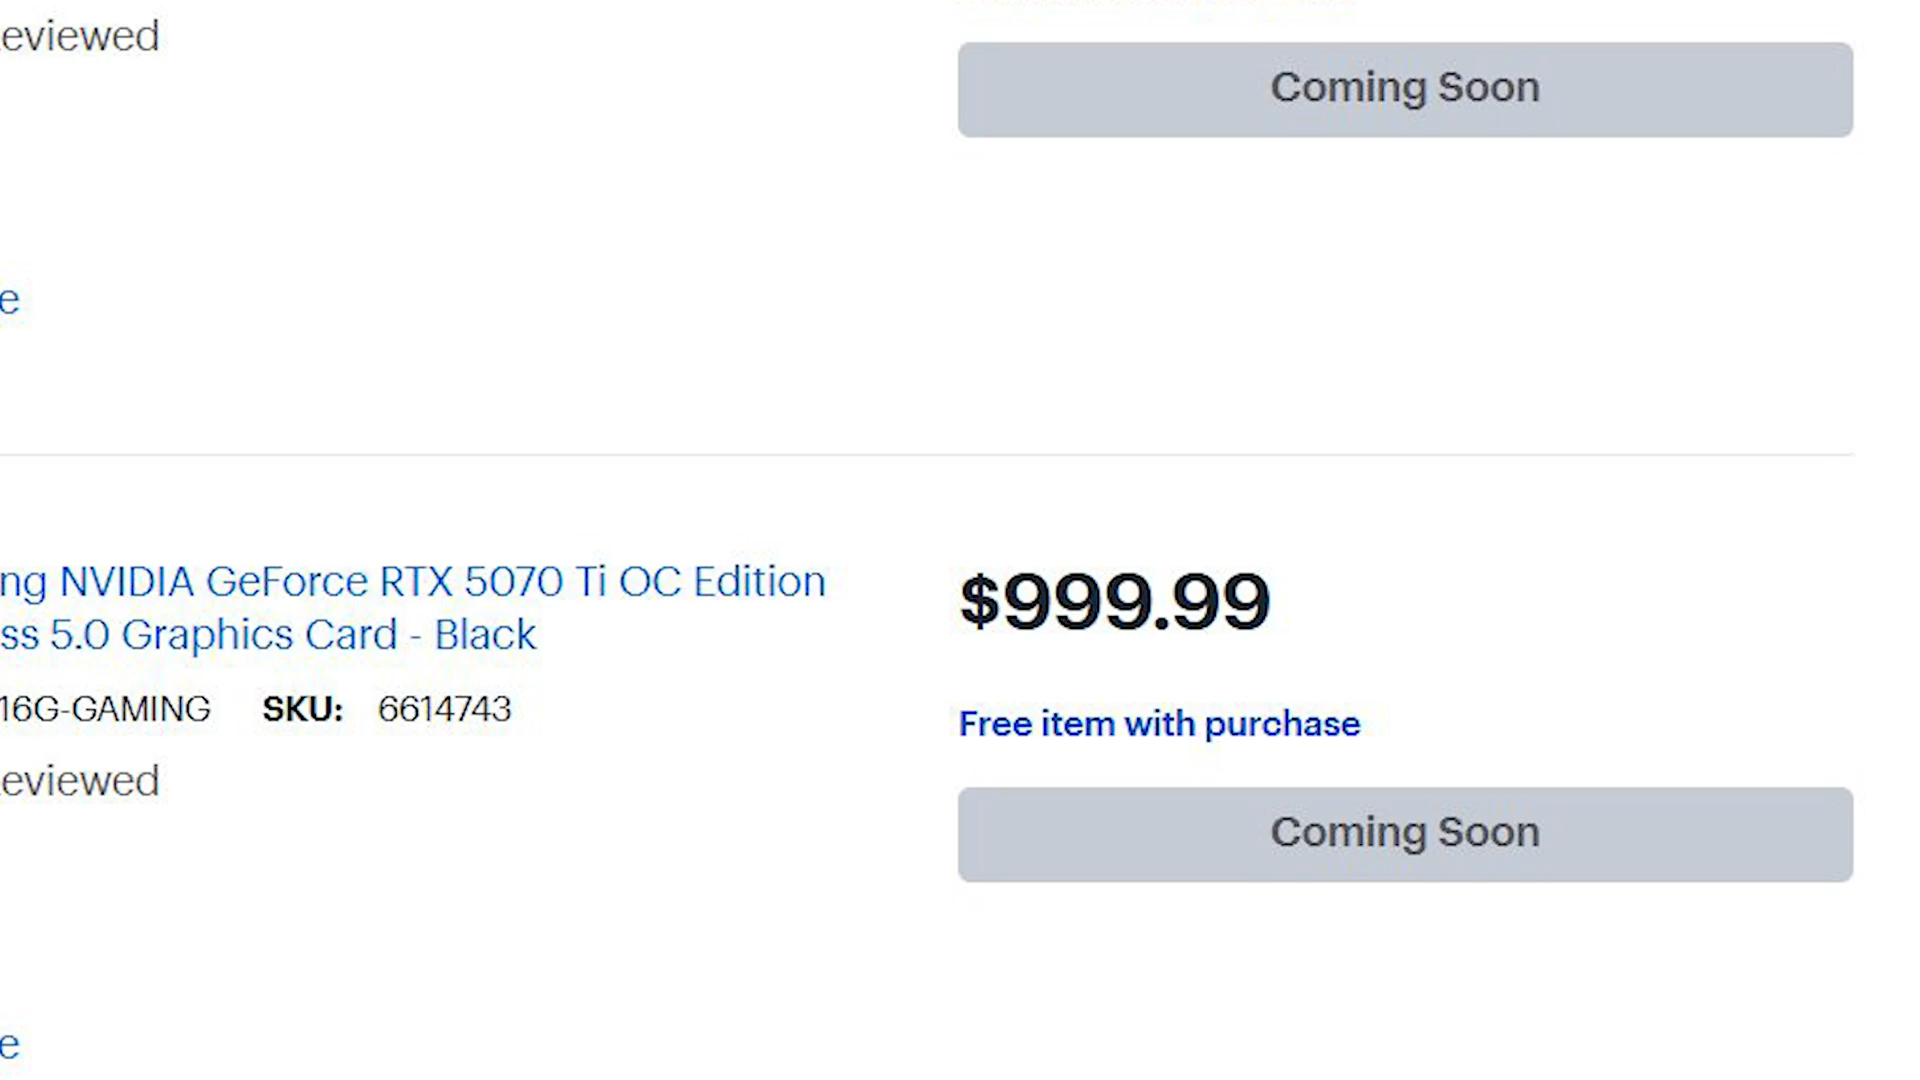 eviewed
Coming Soon
e
ng NVIDIA GeForce RTX 5070 Ti OC Edition
ss 5.0 Graphics Card - Black
$999.99
16G-GAMING SKU: 6614743
Free item with purchase
eviewed
Coming Soon
e